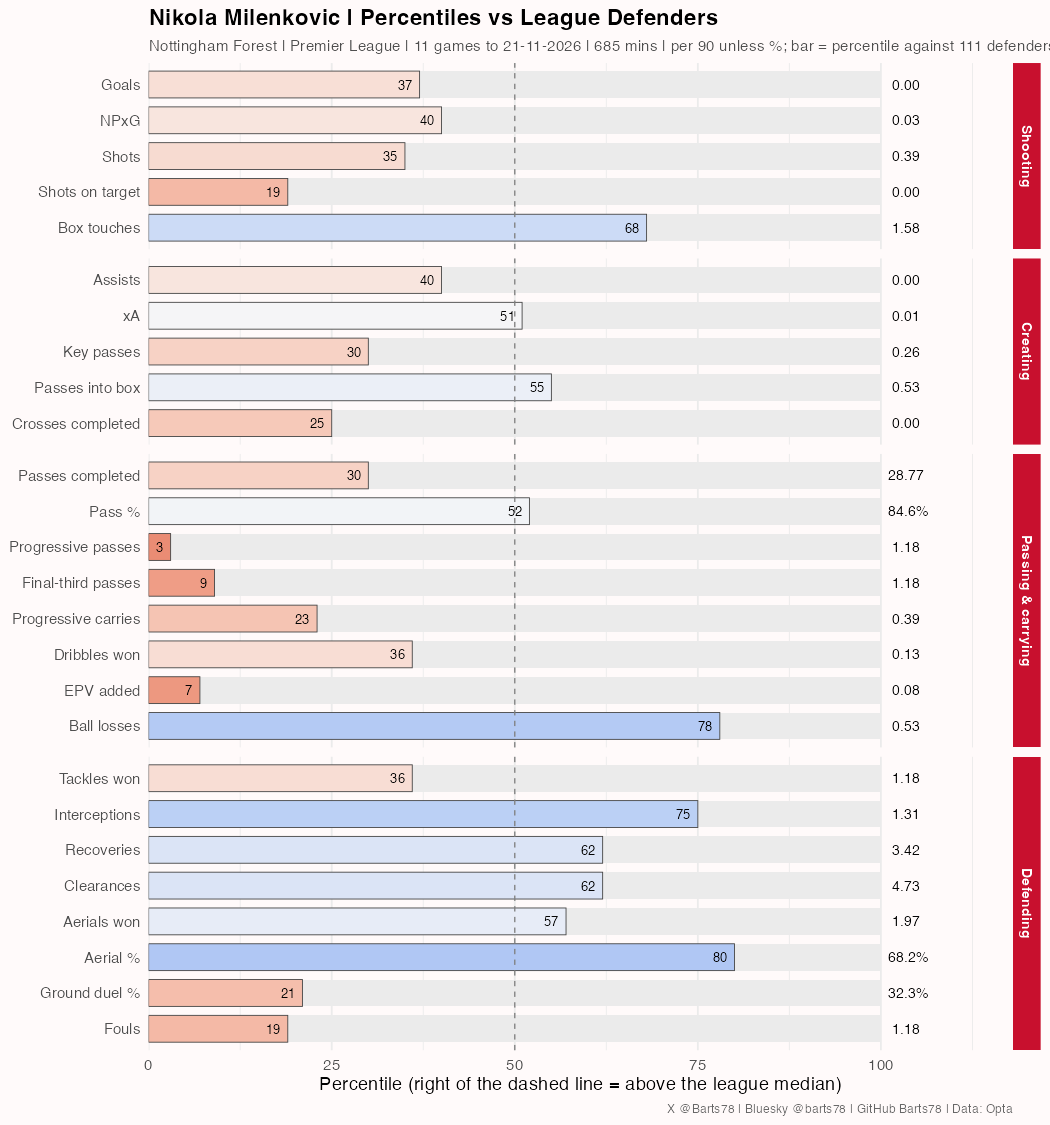 Nikola Milenkovic | Percentiles vs League Defenders
Nottingham Forest | Premier League | 11 games to 21-11-2026 | 685 mins | per 90 unless %; bar = percentile against 111 defenders
Goals 37 0.00
NPxG 40 0.03
Shots 35 0.39
Shots on target 19 0.00
Box touches 68 1.58
Shooting
Assists 40 0.00
xA 51 0.01
Key passes 30 0.26
Passes into box 55 0.53
Crosses completed 25 0.00
Creating
Passes completed 30 28.77
Pass % 52 84.6%
Progressive passes 3 1.18
Final-third passes 9 1.18
Progressive carries 23 0.39
Dribbles won 36 0.13
EPV added 7 0.08
Ball losses 78 0.53
Passing & carrying
Tackles won 36 1.18
Interceptions 75 1.31
Recoveries 62 3.42
Clearances 62 4.73
Aerials won 57 1.97
Aerial % 80 68.2%
Ground duel % 21 32.3%
Fouls 19 1.18
Defending
0 25 50 75 100
Percentile (right of the dashed line = above the league median)
X @Barts78 | Bluesky @barts78 | GitHub Barts78 | Data: Opta